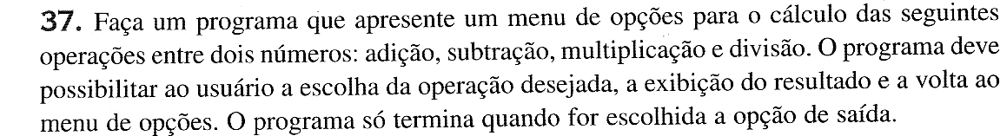 37. Faça um programa que apresente um menu de opções para o cálculo das seguintes
operações entre dois números: adição, subtração, multiplicação e divisão. O programa deve
possibilitar ao usuário a escolha da operação desejada, a exibição do resultado e a volta ao
menu de opções. O programa só termina quando for escolhida a opção de saída.